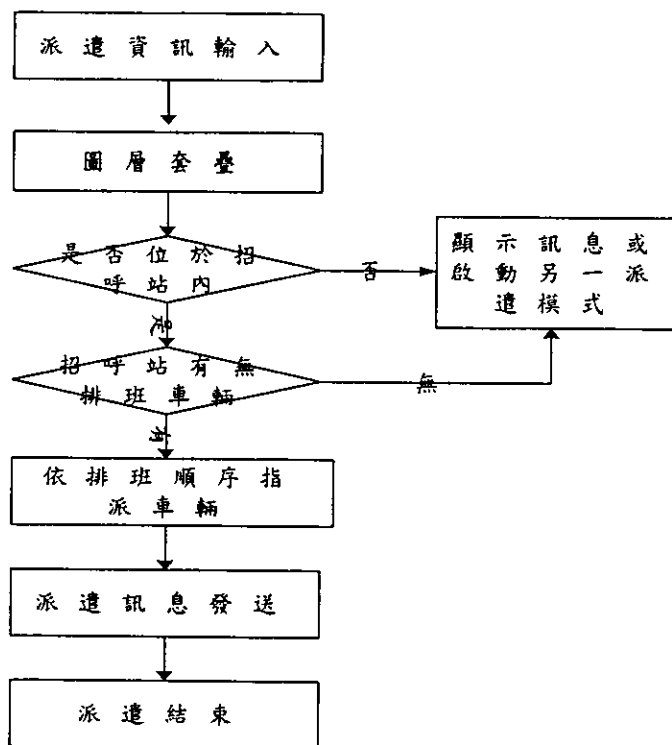 派遣資訊輸入
圖層套疊
是否位於招
呼站內
否
顯示訊息或
啟動另一派
遣模式
是
招呼站有無
排班車輛
無
有
依排班順序指
派車輛
派遣訊息發送
派遣結束